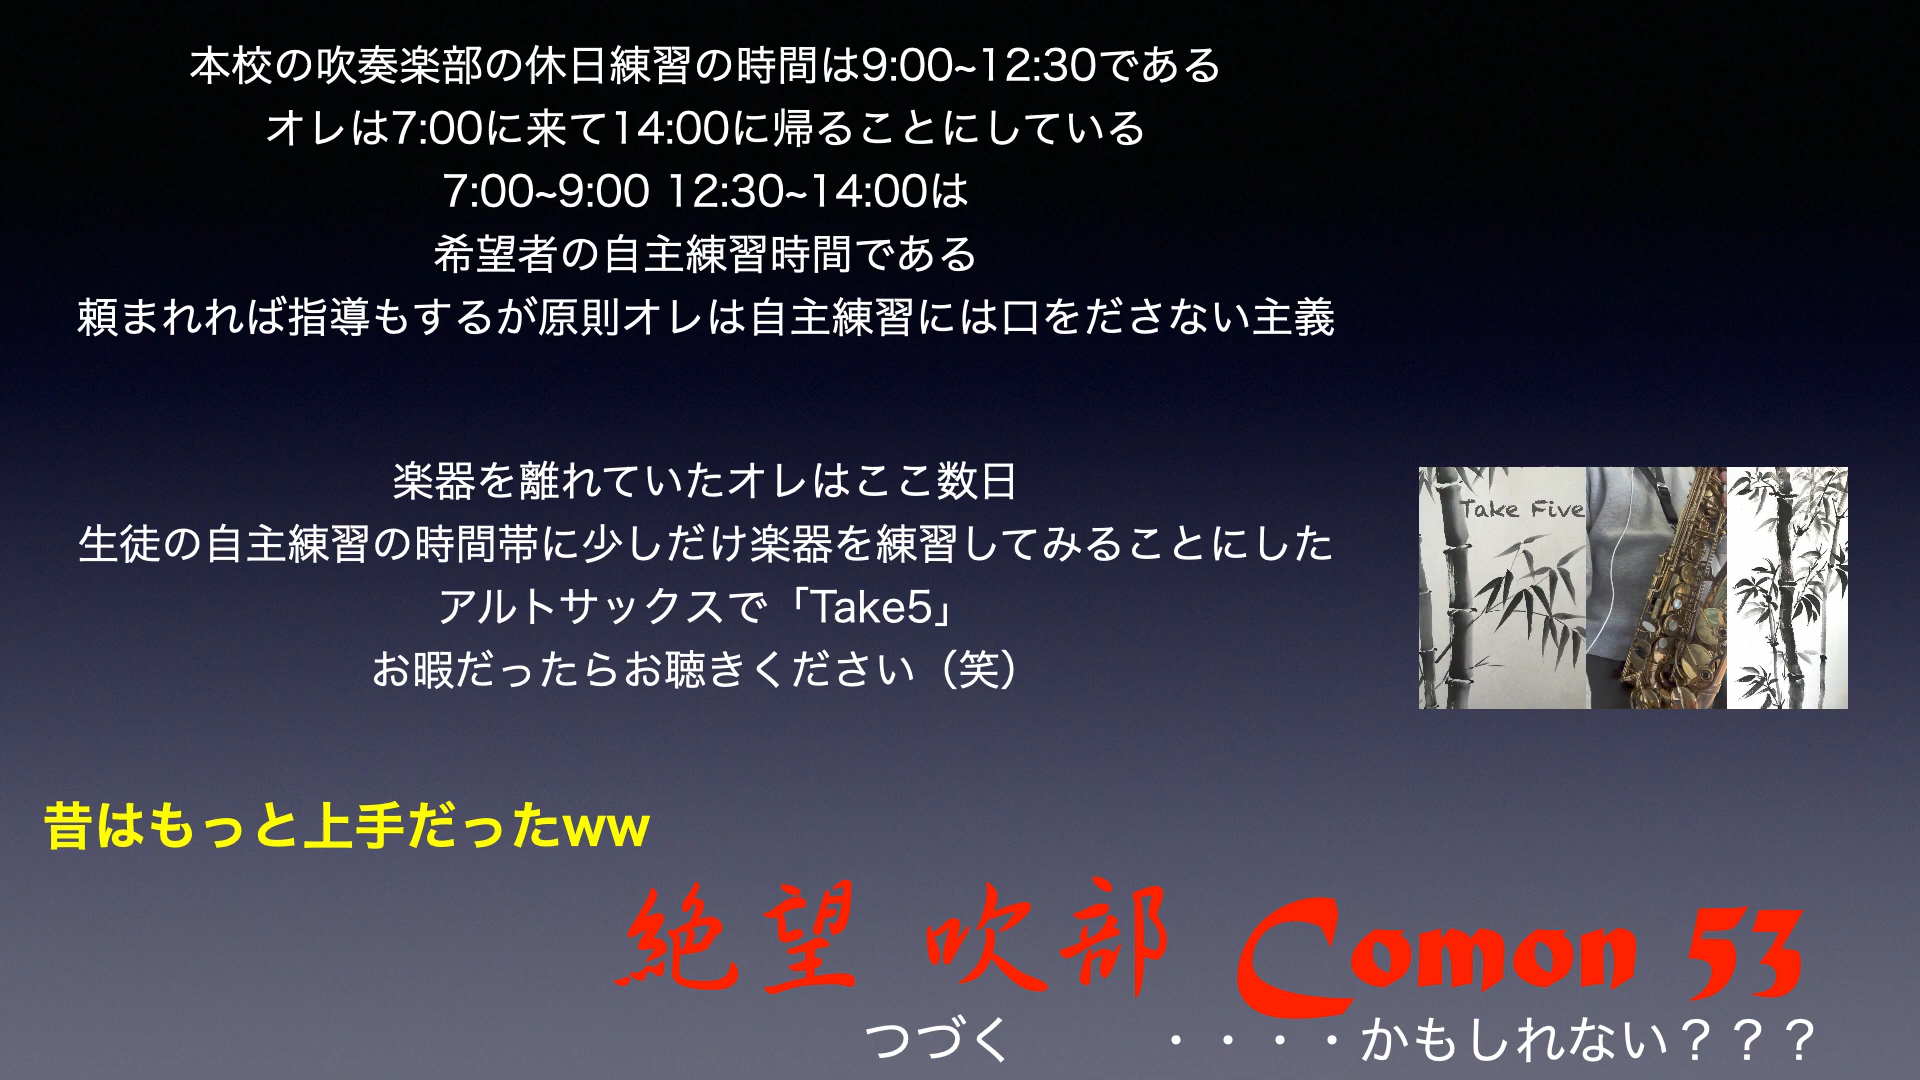 本校の吹奏楽部の休日練習の時間は9:00~12:30である
オレは7:00に来て14:00に帰ることにしている
7:00~9:00 12:30~14:00は
希望者の自主練習時間である
頼まれれば指導もするが原則オレは自主練習には口をださない主義
楽器を離れていたオレはここ数日
生徒の自主練習の時間帯に少しだけ楽器を練習してみることにした
アルトサックスで「Take5」
お暇だったらお聴きください（笑）
Take Five
昔はもっと上手だったww
絶望 吹部 Comon 53
つづく　　　・・・・かもしれない？？？